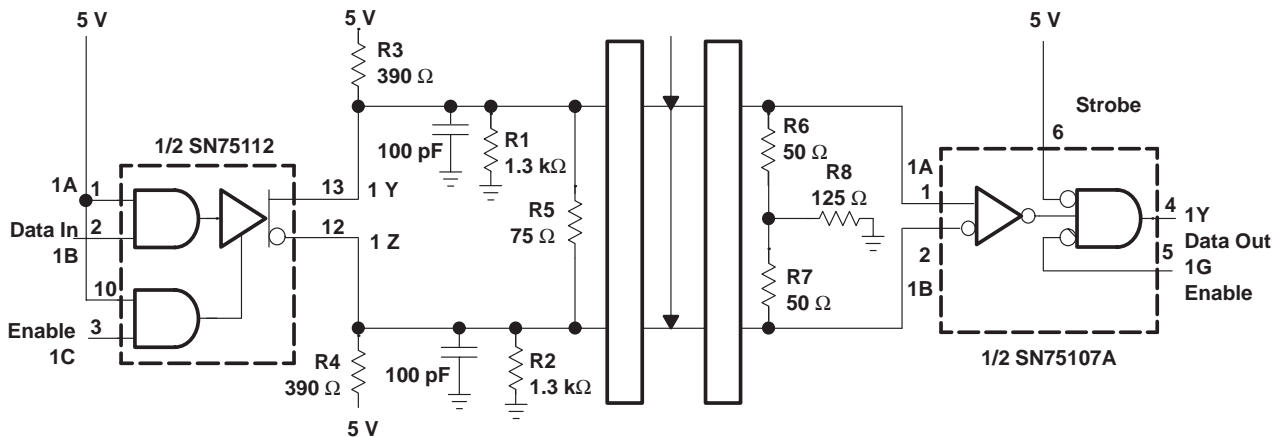 5 V
5 V
5 V
R3
390 Ω
Strobe
6
1/2 SN75112
100 pF
R1
1.3 kΩ
R6
50 Ω
1A
1
R8
125 Ω
1A
1
13
1 Y
4
1Y
Data Out
Data In
2
1B
12
1 Z
R5
75 Ω
2
1B
5
1G
Enable
10
R7
50 Ω
Enable
3
1C
R4
390 Ω
100 pF
R2
1.3 kΩ
1/2 SN75107A
5 V